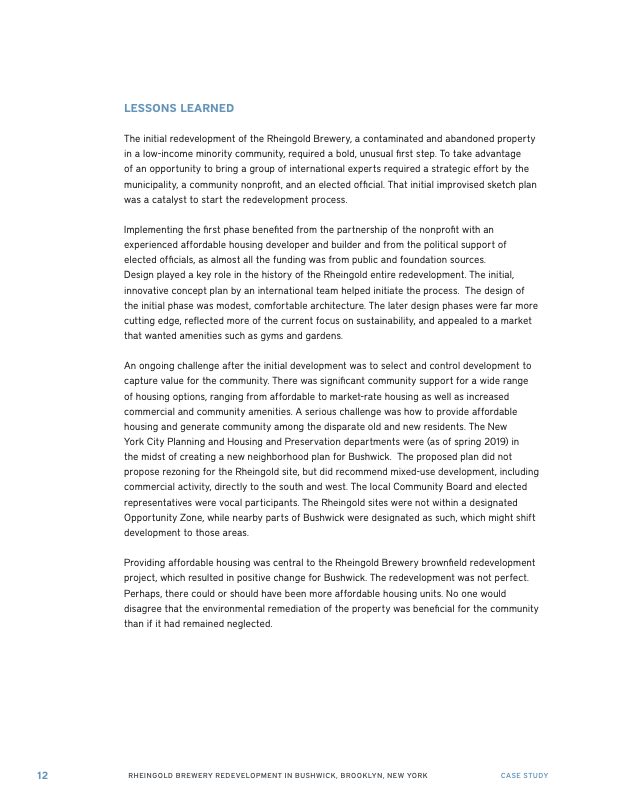 LESSONS LEARNED
The initial redevelopment of the Rheingold Brewery, a contaminated and abandoned property
in a low-income minority community, required a bold, unusual first step. To take advantage
of an opportunity to bring a group of international experts required a strategic effort by the
municipality, a community nonprofit, and an elected official. That initial improvised sketch plan
was a catalyst to start the redevelopment process.
Implementing the first phase benefited from the partnership of the nonprofit with an
experienced affordable housing developer and builder and from the political support of
elected officials, as almost all the funding was from public and foundation sources.
Design played a key role in the history of the Rheingold entire redevelopment. The initial,
innovative concept plan by an international team helped initiate the process.  The design of
the initial phase was modest, comfortable architecture. The later design phases were far more
cutting edge, reflected more of the current focus on sustainability, and appealed to a market
that wanted amenities such as gyms and gardens.
An ongoing challenge after the initial development was to select and control development to
capture value for the community. There was significant community support for a wide range
of housing options, ranging from affordable to market-rate housing as well as increased
commercial and community amenities. A serious challenge was how to provide affordable
housing and generate community among the disparate old and new residents. The New
York City Planning and Housing and Preservation departments were (as of spring 2019) in
the midst of creating a new neighborhood plan for Bushwick.  The proposed plan did not
propose rezoning for the Rheingold site, but did recommend mixed-use development, including
commercial activity, directly to the south and west. The local Community Board and elected
representatives were vocal participants. The Rheingold sites were not within a designated
Opportunity Zone, while nearby parts of Bushwick were designated as such, which might shift
development to those areas.
Providing affordable housing was central to the Rheingold Brewery brownfield redevelopment
project, which resulted in positive change for Bushwick. The redevelopment was not perfect.
Perhaps, there could or should have been more affordable housing units. No one would
disagree that the environmental remediation of the property was beneficial for the community
than if it had remained neglected.
12 RHEINGOLD BREWERY REDEVELOPMENT IN BUSHWICK, BROOKLYN, NEW YORK CASE STUDY